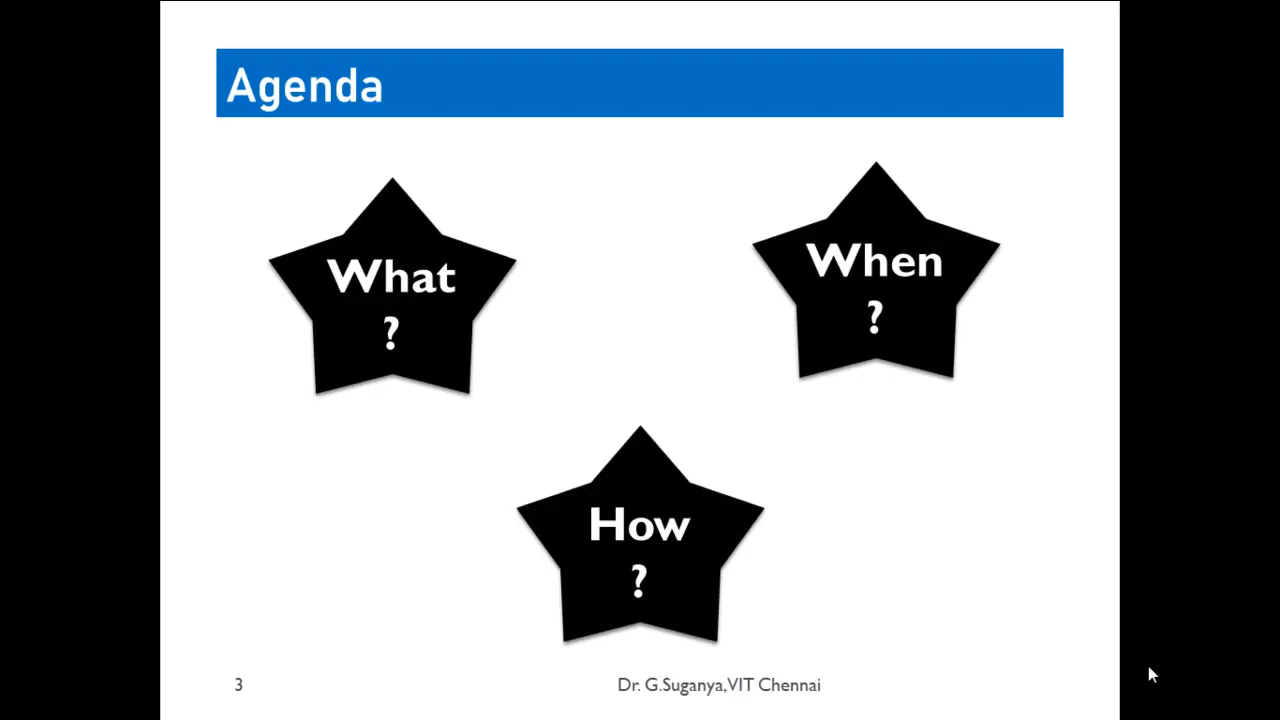 Agenda
What
?
When
?
How
?
3
Dr. G.Suganya,VIT Chennai